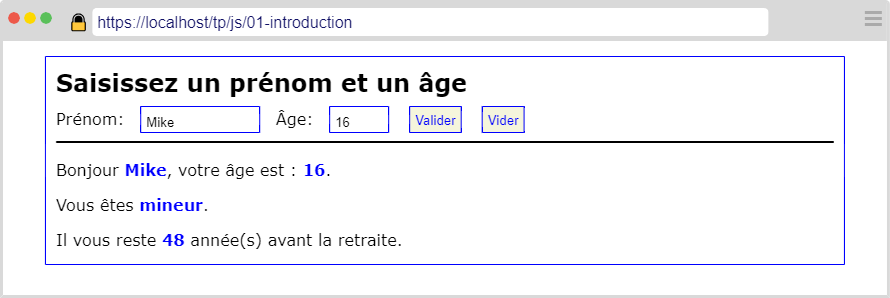 https://localhost/tp/js/01-introduction
Saisissez un prénom et un âge
Prénom: Mike Âge: 16 Valider Vider
Bonjour Mike, votre âge est : 16.
Vous êtes mineur.
Il vous reste 48 année(s) avant la retraite.